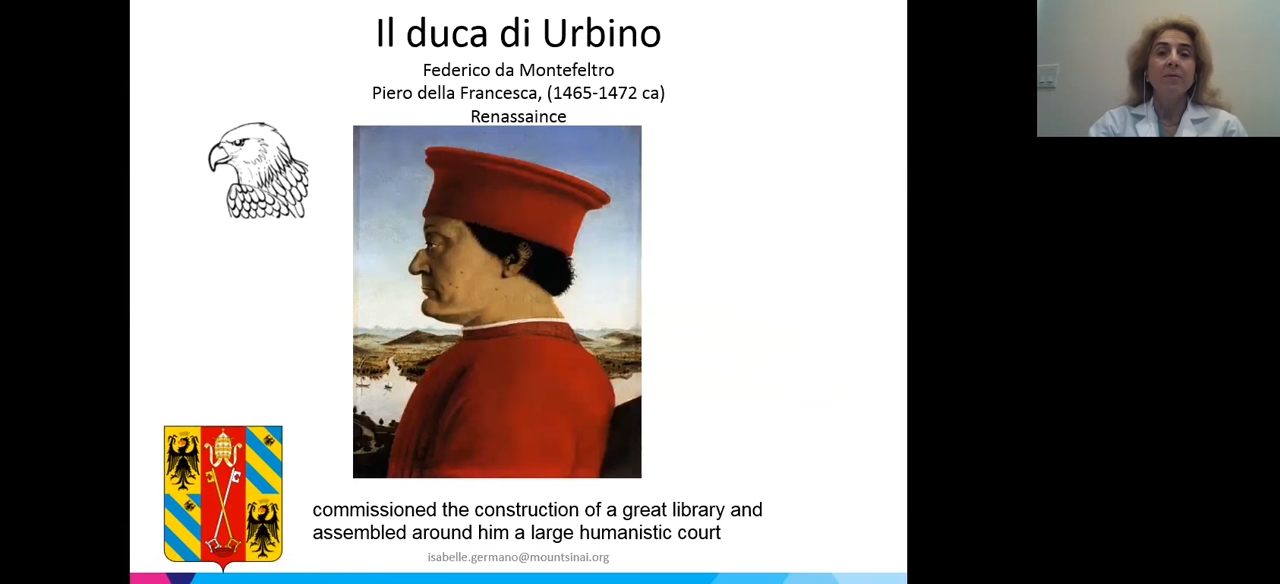 Il duca di Urbino
Federico da Montefeltro
Piero della Francesca, (1465-1472 ca)
Renassaince
commissioned the construction of a great library and
assembled around him a large humanistic court
isabelle.germano@mountsinai.org